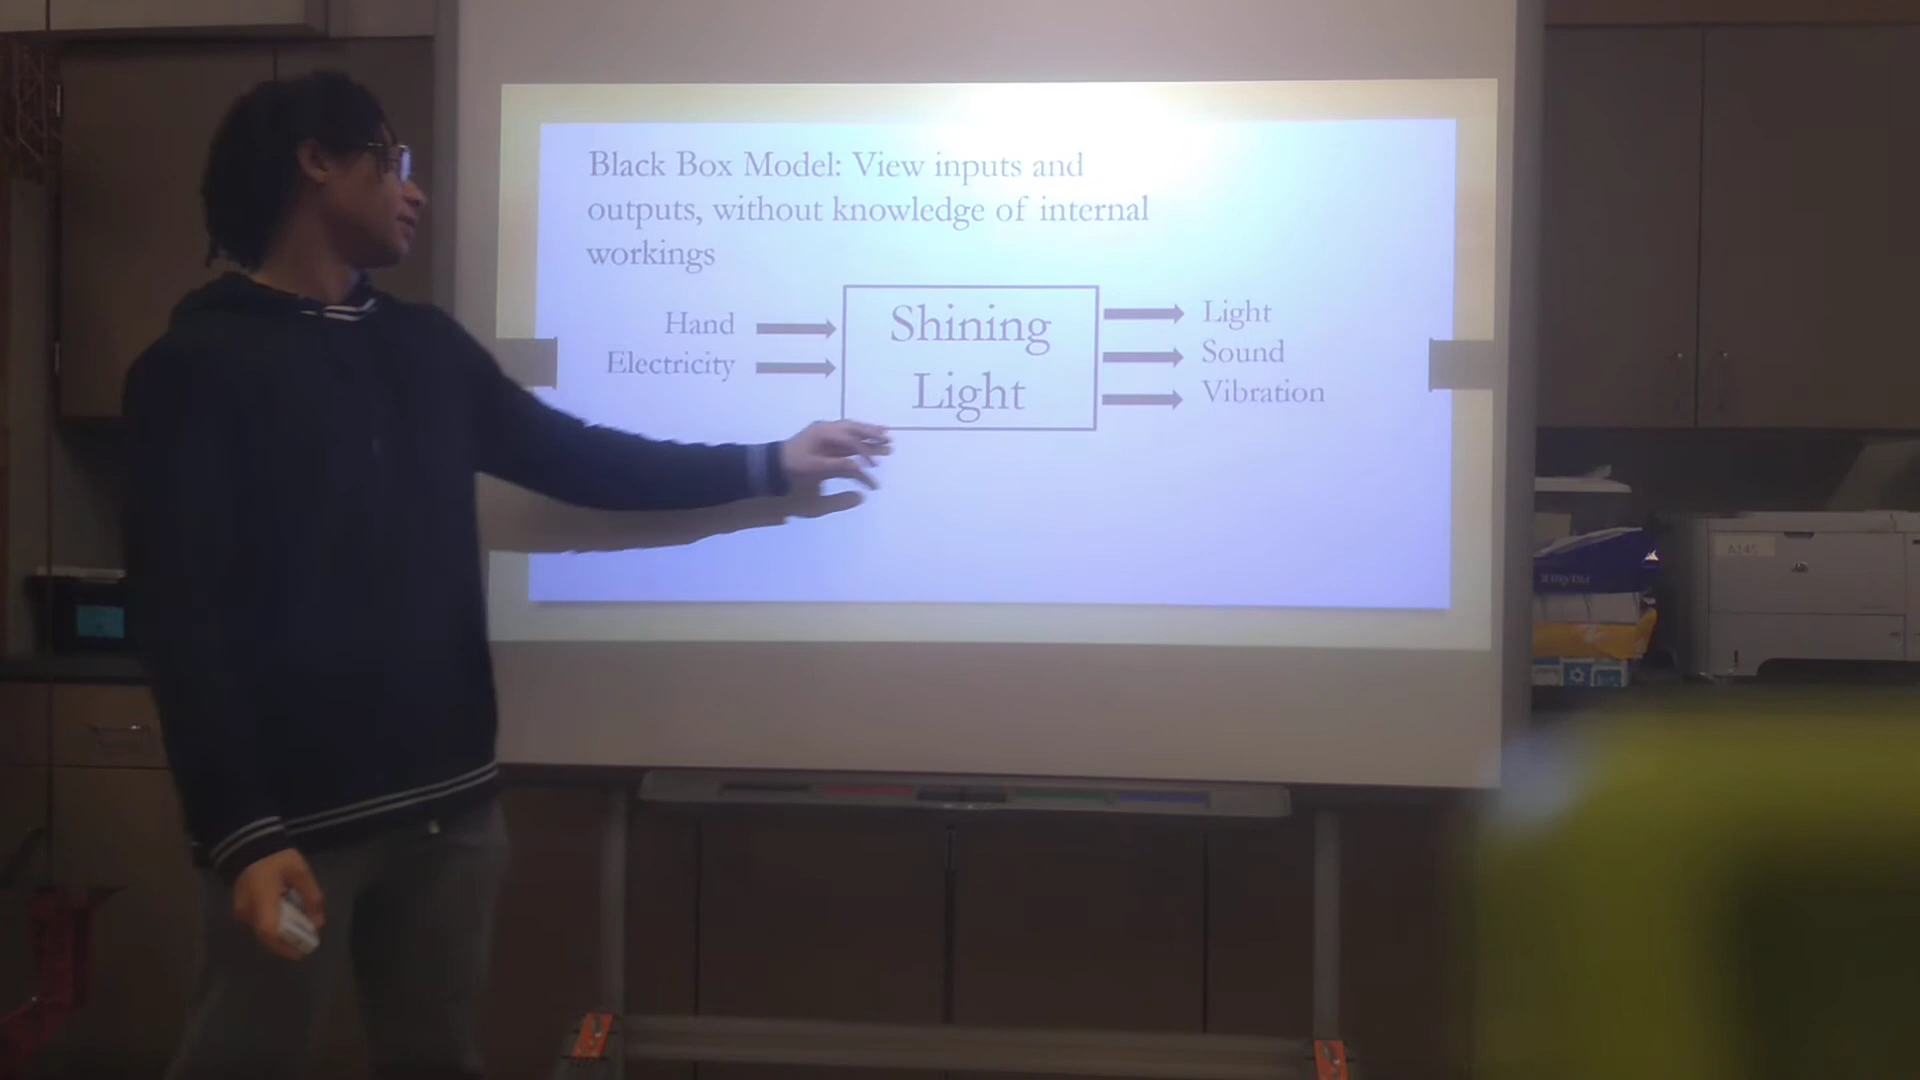 Black Box Model: View inputs and
outputs, without knowledge of internal
workings
Hand
Electricity
Shining
Light
Light
Sound
Vibration
A145